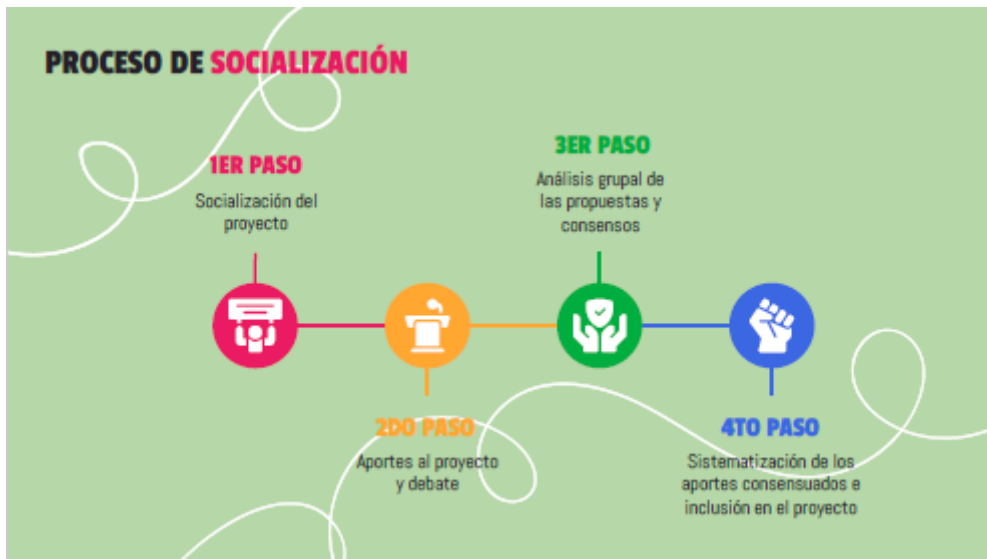 PROCESO DE SOCIALIZACIÓN
1ER PASO
Socialización del
proyecto
2DO PASO
Aportes al proyecto
y debate
3ER PASO
Análisis grupal de
las propuestas y
consensos
4TO PASO
Sistematización de los
aportes consensuados e
inclusión en el proyecto